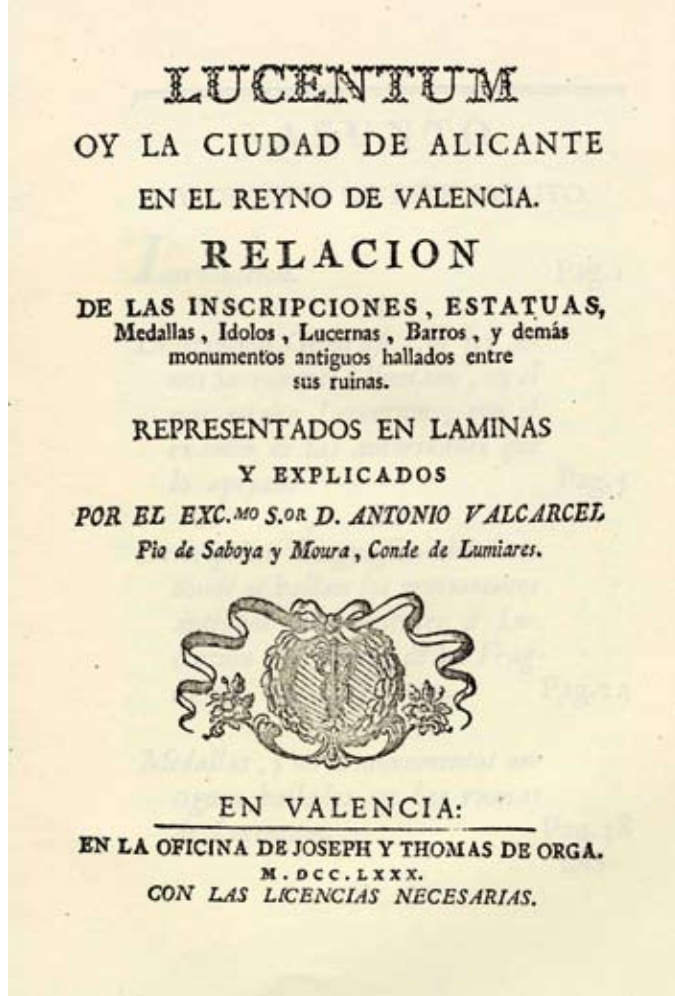 LUCENTUM
OY LA CIUDAD DE ALICANTE
EN EL REYNO DE VALENCIA.
RELACION
DE LAS INSCRIPCIONES, ESTATUAS,
Medallas, Idolos, Lucernas, Barros, y demás
monumentos antiguos hallados entre
sus ruinas.
REPRESENTADOS EN LAMINAS
Y EXPLICADOS
POR EL EXC.MO S.OR D. ANTONIO VALCARCEL
Pio de Saboya y Moura, Conde de Lumiares.
EN VALENCIA:
EN LA OFICINA DE JOSEPH Y THOMAS DE ORGA.
M.DCC.LXXX.
CON LAS LICENCIAS NECESARIAS.